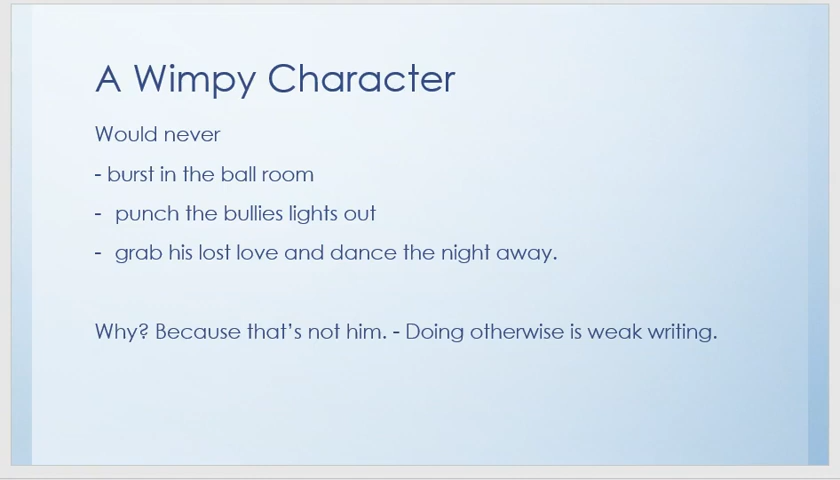 A Wimpy Character
Would never
- burst in the ball room
- punch the bullies lights out
- grab his lost love and dance the night away.
Why? Because that’s not him. - Doing otherwise is weak writing.